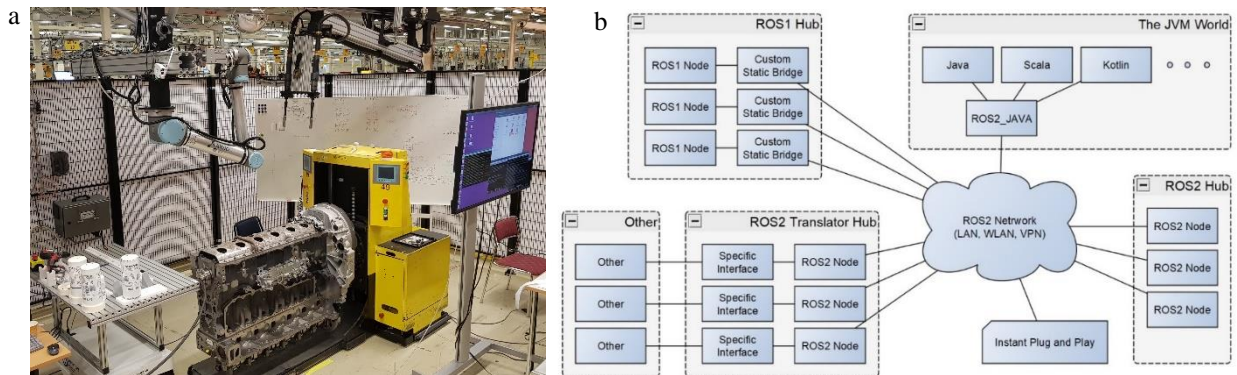 a
b
ROS1 Hub
ROS1 Node
Custom
Static Bridge
ROS1 Node
Custom
Static Bridge
ROS1 Node
Custom
Static Bridge
The JVM World
Java
Scala
Kotlin
ROS2_JAVA
ROS2 Nertwork
(LAN, WLAN, VPN)
Other
Other
Other
Other
ROS2 Translator Hub
Specific
Interface
ROS2 Node
Specific
Interface
ROS2 Node
Specific
Interface
ROS2 Node
ROS2 Hub
ROS2 Node
ROS2 Node
ROS2 Node
Instant Plug and Play